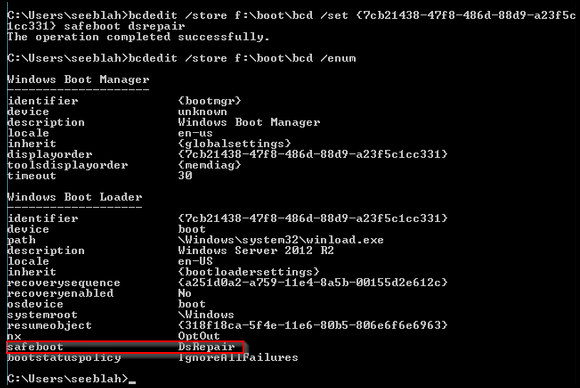 C:\Users\seeblah>bcdedit /store f:\boot\bcd /set {7cb21438-47f8-486d-88d9-a23f5c
1cc331} safeboot dsrepair
The operation completed successfully.
C:\Users\seeblah>bcdedit /store f:\boot\bcd /enum
Windows Boot Manager
--------------------
identifier {bootmgr}
device unknown
description Windows Boot Manager
locale en-us
inherit {globalsettings}
displayorder {7cb21438-47f8-486d-88d9-a23f5c1cc331}
toolsdisplayorder {memdiag}
timeout 30
Windows Boot Loader
-------------------
identifier {7cb21438-47f8-486d-88d9-a23f5c1cc331}
device boot
path \Windows\system32\winload.exe
description Windows Server 2012 R2
locale en-US
inherit {bootloadersettings}
recoverysequence {a251d0a2-a759-11e4-8a5b-00155d2e612c}
recoveryenabled No
osdevice boot
systemroot \Windows
resumeobject {318f18ca-5f4e-11e6-80b5-806e6f6e6963}
nx OptOut
safeboot DsRepair
bootstatuspolicy IgnoreAllFailures
C:\Users\seeblah>_